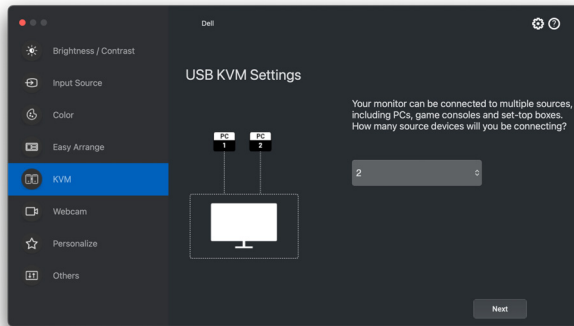 Dell
Brightness / Contrast
Input Source
Color
Easy Arrange
KVM
Webcam
Personalize
Others
USB KVM Settings
PC
1
PC
2
Your monitor can be connected to multiple sources,
including PCs, game consoles and set-top boxes.
How many source devices will you be connecting?
2
Next